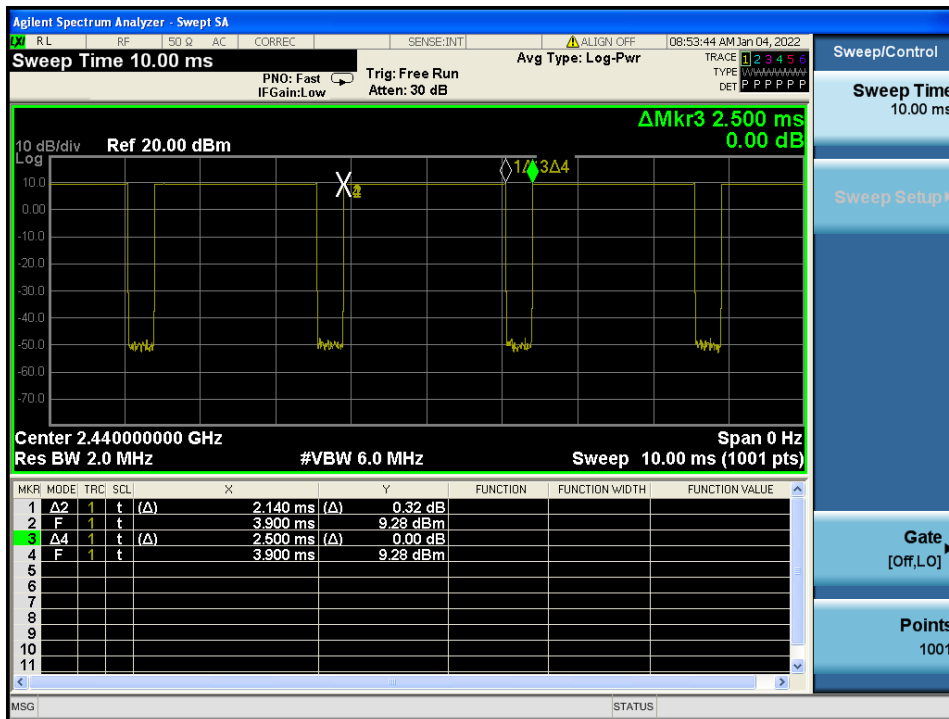 Agilent Spectrum Analyzer - Swept SA
LXI RL RF 50 Ω AC CORREC SENSE:INT ALIGN OFF 08:53:44 AM Jan 04, 2022
Sweep Time 10.00 ms
PNO: Fast
IFGain:Low
Trig: Free Run
Atten: 30 dB
Avg Type: Log-Pwr
TRACE 1 2 3 4 5 6
TYPE
DET P P P P P P
ΔMkr3 2.500 ms
0.00 dB
10 dB/div Ref 20.00 dBm
Log
10.0
0.00
-10.0
-20.0
-30.0
-40.0
-50.0
-60.0
-70.0
3Δ4
Center 2.440000000 GHz Span 0 Hz
Res BW 2.0 MHz #VBW 6.0 MHz Sweep 10.00 ms (1001 pts)
MKR MODE TRC SCL X Y FUNCTION FUNCTION WIDTH FUNCTION VALUE
1 Δ2 1 t (Δ) 2.140 ms (Δ) 0.32 dB
2 F 1 t 3.900 ms 9.28 dBm
3 Δ4 1 t (Δ) 2.500 ms (Δ) 0.00 dB
4 F 1 t 3.900 ms 9.28 dBm
5
6
7
8
9
10
11
MSG STATUS
Sweep/Control
Sweep Time
10.00 ms
Sweep Setup
Gate
[Off,LO]
Points
1001